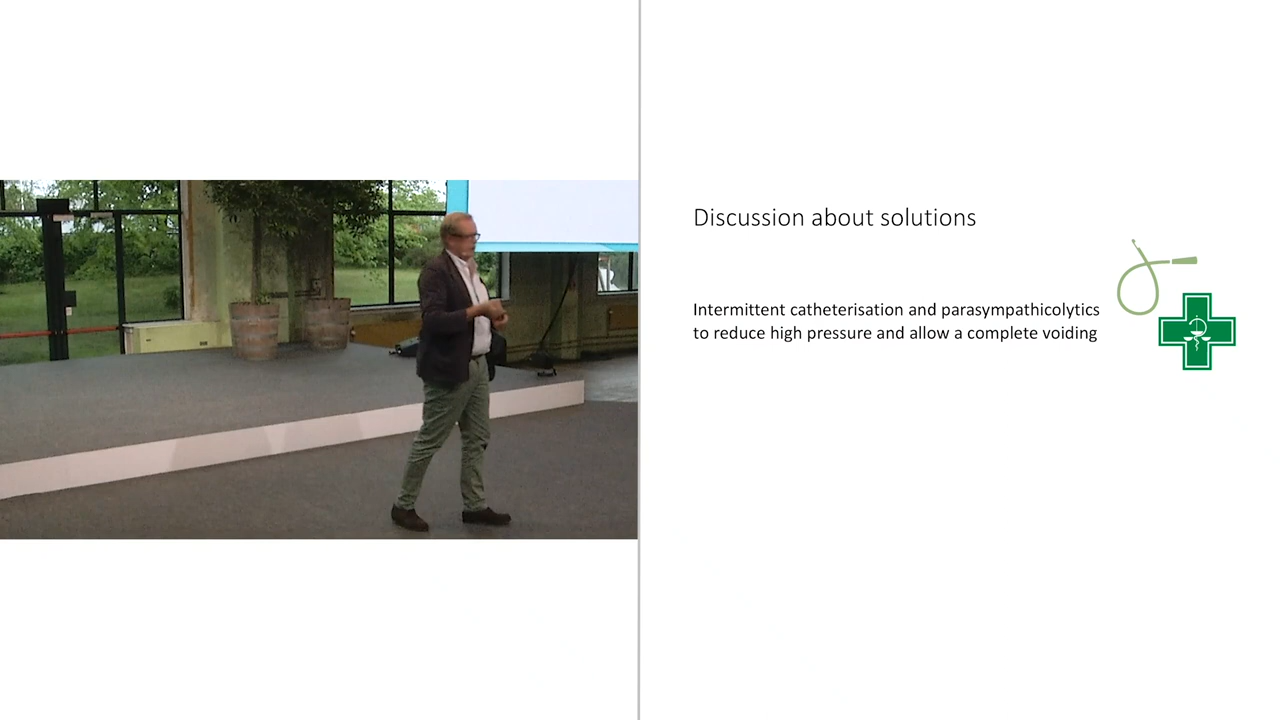 Discussion about solutions
Intermittent catheterisation and parasympathicolytics
to reduce high pressure and allow a complete voiding